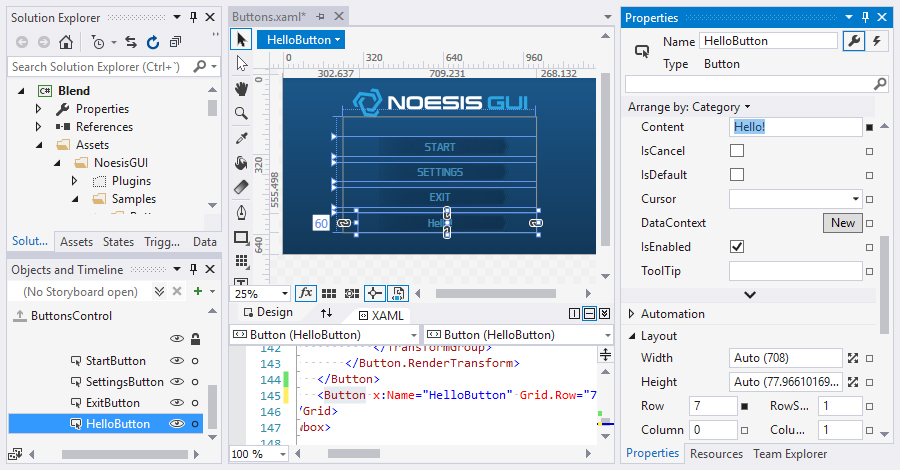 Solution Explorer
Search Solution Explorer (Ctrl+`)
C# Blend
Properties
References
Assets
NoesisGUI
Plugins
Samples
Solut...
Assets
States
Trigg...
Data
Objects and Timeline
(No Storyboard open)
ButtonsControl
StartButton
SettingsButton
ExitButton
HelloButton
Buttons.xaml*
HelloButton
0 320 640 960
302.637 709.231 268.132
0
320
555.498
640
NOESIS GUI
START
SETTINGS
EXIT
60
25%
fx
Design
XAML
Button (HelloButton) Button (HelloButton)
142 </TransformGroup>
143 </Button.RenderTransform>
144 </Button>
145 <Button x:Name="HelloButton" Grid.Row="7
146 /Grid>
147 wbox>
148
100 %
Properties
Name HelloButton
Type Button
Arrange by: Category
Content Hello!
IsCancel
IsDefault
Cursor
DataContext New
IsEnabled
ToolTip
Automation
Layout
Width Auto (708)
Height Auto (77.96610169...
Row 7 RowS... 1
Column 0 Colu... 1
Properties Resources Team Explorer